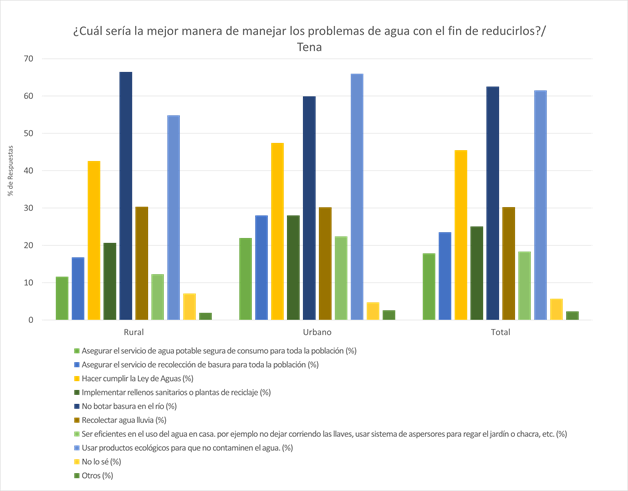 ¿Cuál sería la mejor manera de manejar los problemas de agua con el fin de reducirlos?/
Tena
% de Respuestas
70
60
50
40
30
20
10
0
Rural
Urbano
Total
Asegurar el servicio de agua potable segura de consumo para toda la población (%)
Asegurar el servicio de recolección de basura para toda la población (%)
Hacer cumplir la Ley de Aguas (%)
Implementar rellenos sanitarios o plantas de reciclaje (%)
No botar basura en el río (%)
Recolectar agua lluvia (%)
Ser eficientes en el uso del agua en casa. por ejemplo no dejar corriendo las llaves, usar sistema de aspersores para regar el jardín o chacra, etc. (%)
Usar productos ecológicos para que no contaminen el agua. (%)
No lo sé (%)
Otros (%)